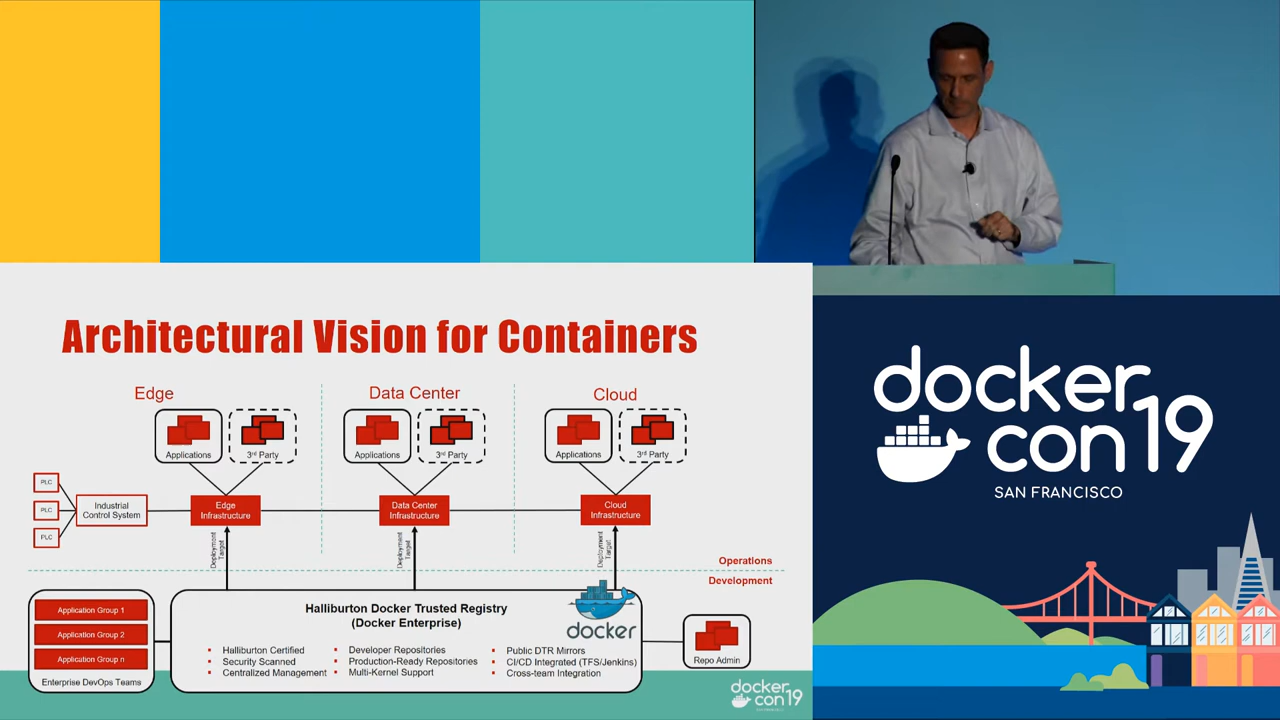 Architectural Vision for Containers
Edge
Data Center
Cloud
Applications
3rd Party
Applications
3rd Party
Applications
3rd Party
PLC
PLC
PLC
Industrial
Control System
Edge
Infrastructure
Data Center
Infrastructure
Cloud
Infrastructure
Deployment
Target
Deployment
Target
Deployment
Target
Operations
Development
Application Group 1
Application Group 2
Application Group n
Enterprise DevOps Teams
Halliburton Docker Trusted Registry
(Docker Enterprise)
docker
Halliburton Certified
Security Scanned
Centralized Management
Developer Repositories
Production-Ready Repositories
Multi-Kernel Support
Public DTR Mirrors
CI/CD Integrated (TFS/Jenkins)
Cross-team Integration
Repo Admin
docker
con 19
docker
con 19
SAN FRANCISCO